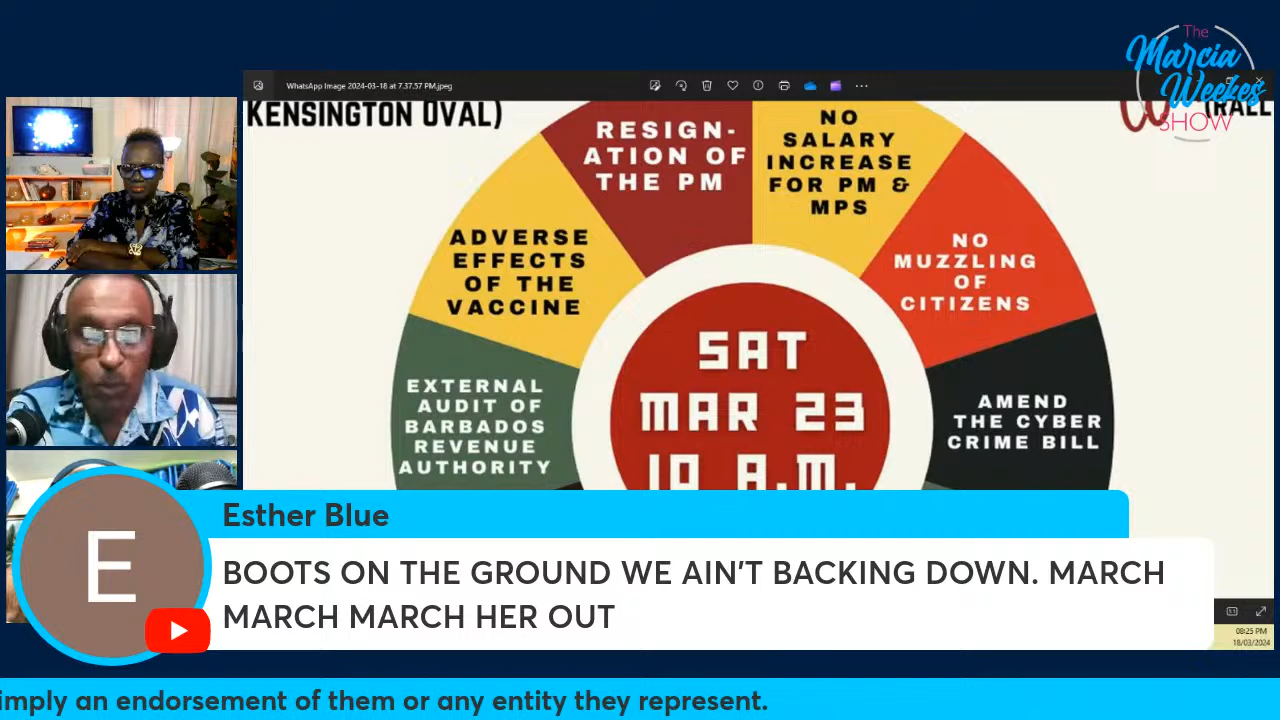 The
Marcia
Weekes
SHOW
WhatsApp Image 2024-03-18 at 7.37.57 PM.jpeg
KENSINGTON OVAL)
RESIGN-
ATION OF
THE PM
NO
SALARY
INCREASE
FOR PM &
MPS
ADVERSE
EFFECTS
OF THE
VACCINE
NO
MUZZLING
OF
CITIZENS
EXTERNAL
AUDIT OF
BARBADOS
REVENUE
AUTHORITY
SAT
MAR 23
10 A.M.
AMEND
THE CYBER
CRIME BILL
E
Esther Blue
BOOTS ON THE GROUND WE AIN'T BACKING DOWN. MARCH
MARCH MARCH HER OUT
08:25 PM
18/03/2024
imply an endorsement of them or any entity they represent.